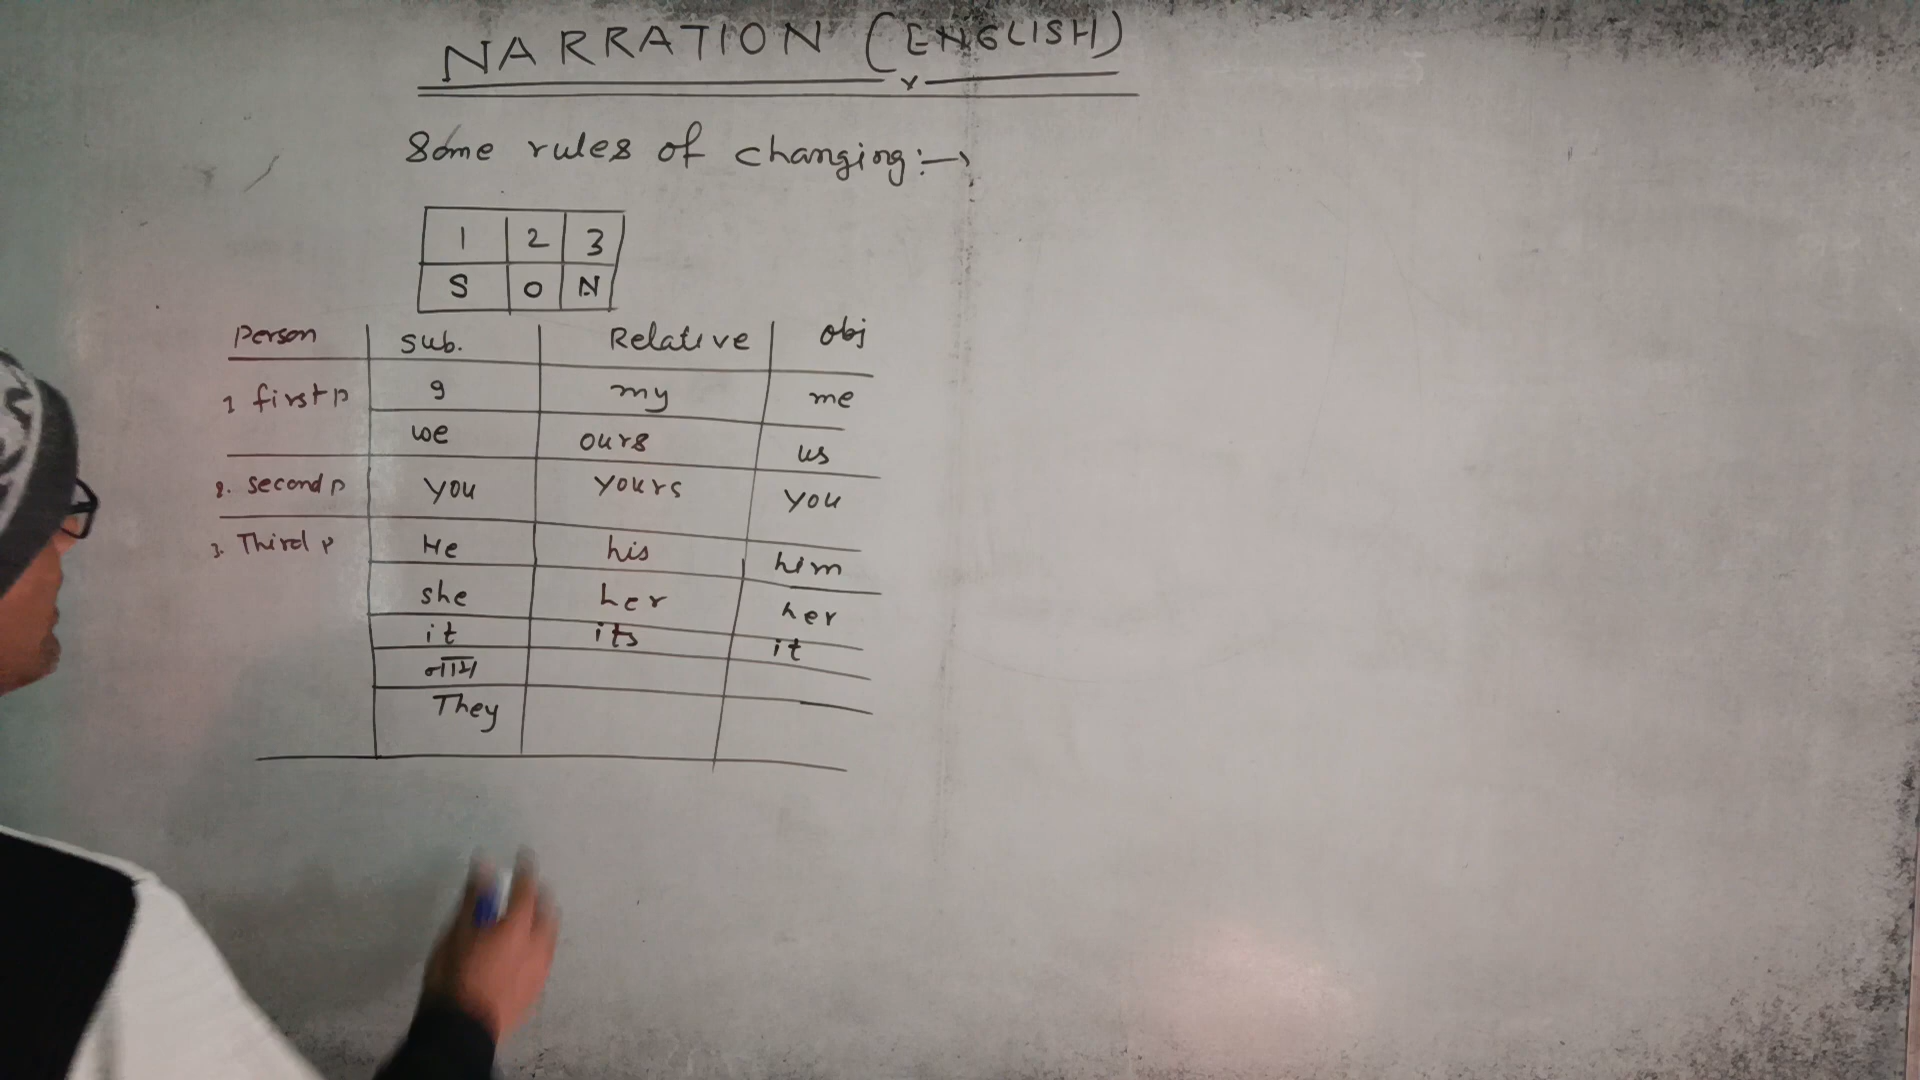 NARRATION (ENGLISH)
Some rules of changing:→
1 2 3
S O N
Person Sub. Relative obj
1 first p I my me
we ours us
2. second p you yours you
3. Third p He his him
she her her
it its it
नाम
They